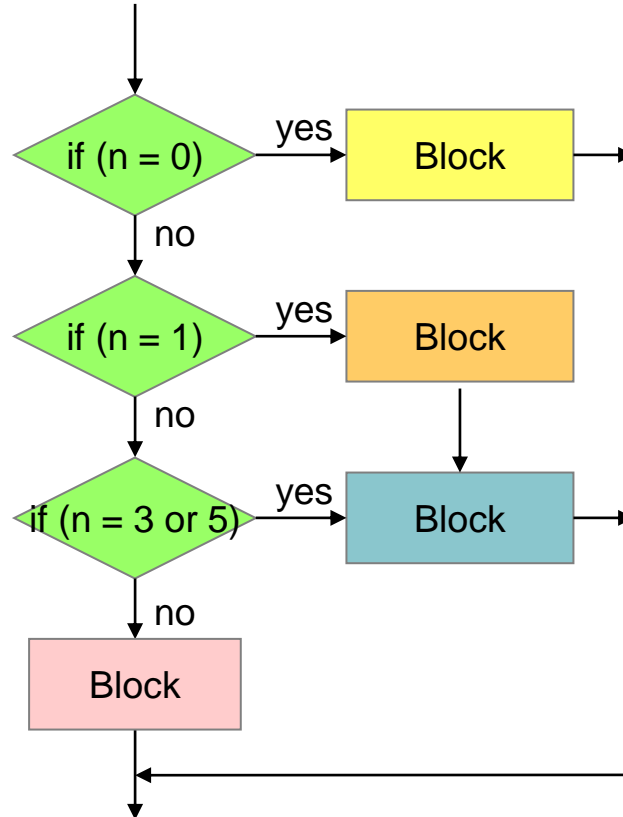 if (n = 0)
yes
Block
no
if (n = 1)
yes
Block
no
if (n = 3 or 5)
yes
Block
no
Block